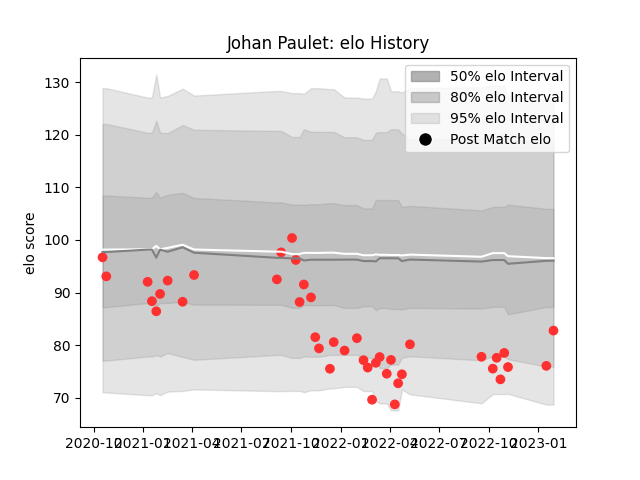 Johan Paulet: elo History
elo score
130
120
110
100
90
80
70
50% elo Interval
80% elo Interval
95% elo Interval
Post Match elo
2020-10 2021-01 2021-04 2021-07 2021-10 2022-01 2022-04 2022-07 2022-10 2023-01